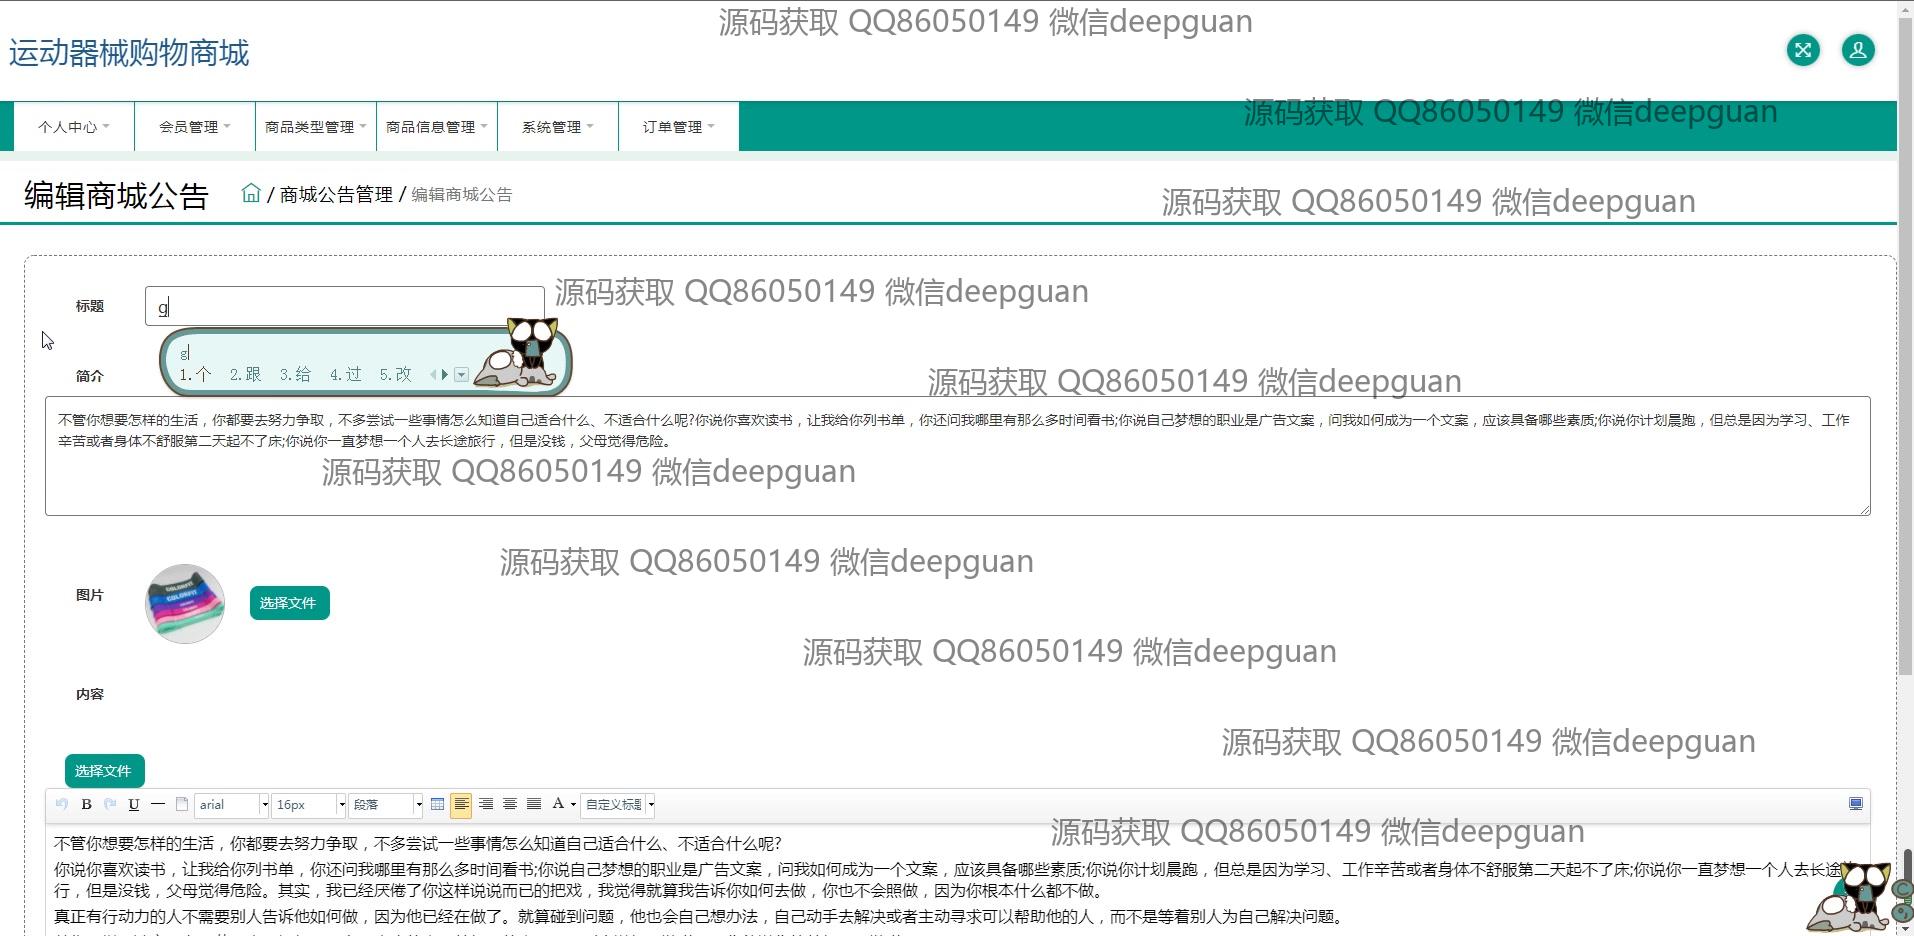 源码获取 QQ86050149 微信deepguan
运动器械购物商城
个人中心 会员管理 商品类型管理 商品信息管理 系统管理 订单管理
源码获取 QQ86050149 微信deepguan
编辑商城公告 / 商城公告管理 / 编辑商城公告
源码获取 QQ86050149 微信deepguan
标题 g
源码获取 QQ86050149 微信deepguan
g
1.个 2.跟 3.给 4.过 5.改
简介
源码获取 QQ86050149 微信deepguan
不管你想要怎样的生活，你都要去努力争取，不多尝试一些事情怎么知道自己适合什么、不适合什么呢?你说你喜欢读书，让我给你列书单，你还问我哪里有那么多时间看书;你说自己梦想的职业是广告文案，问我如何成为一个文案，应该具备哪些素质;你说你计划晨跑，但总是因为学习、工作
辛苦或者身体不舒服第二天起不了床;你说你一直梦想一个人去长途旅行，但是没钱，父母觉得危险。
源码获取 QQ86050149 微信deepguan
源码获取 QQ86050149 微信deepguan
图片 选择文件
源码获取 QQ86050149 微信deepguan
内容
源码获取 QQ86050149 微信deepguan
选择文件
B U arial 16px 段落 A 自定义标题
源码获取 QQ86050149 微信deepguan
不管你想要怎样的生活，你都要去努力争取，不多尝试一些事情怎么知道自己适合什么、不适合什么呢?
你说你喜欢读书，让我给你列书单，你还问我哪里有那么多时间看书;你说自己梦想的职业是广告文案，问我如何成为一个文案，应该具备哪些素质;你说你计划晨跑，但总是因为学习、工作辛苦或者身体不舒服第二天起不了床;你说你一直梦想一个人去长途旅
行，但是没钱，父母觉得危险。其实，我已经厌倦了你这样说说而已的把戏，我觉得就算我告诉你如何去做，你也不会照做，因为你根本什么都不做。
真正有行动力的人不需要别人告诉他如何做，因为他已经在做了。就算碰到问题，他也会自己想办法，自己动手去解决或者主动寻求可以帮助他的人，而不是等着别人为自己解决问题。